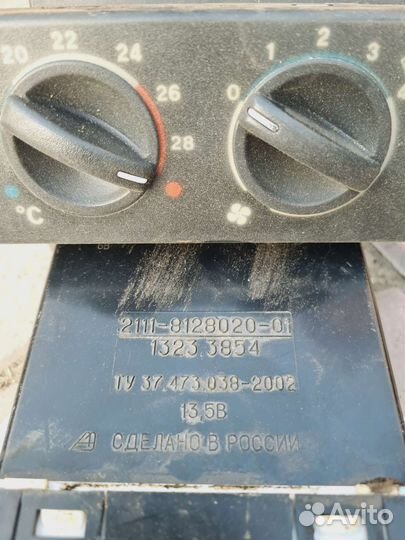 20 22 24 26 28
°C
0 1 2 3 4
2111-8128020-01
1323.3854
ТУ 37.473.038-2002
13,5В
СДЕЛАНО В РОССИИ
Avito